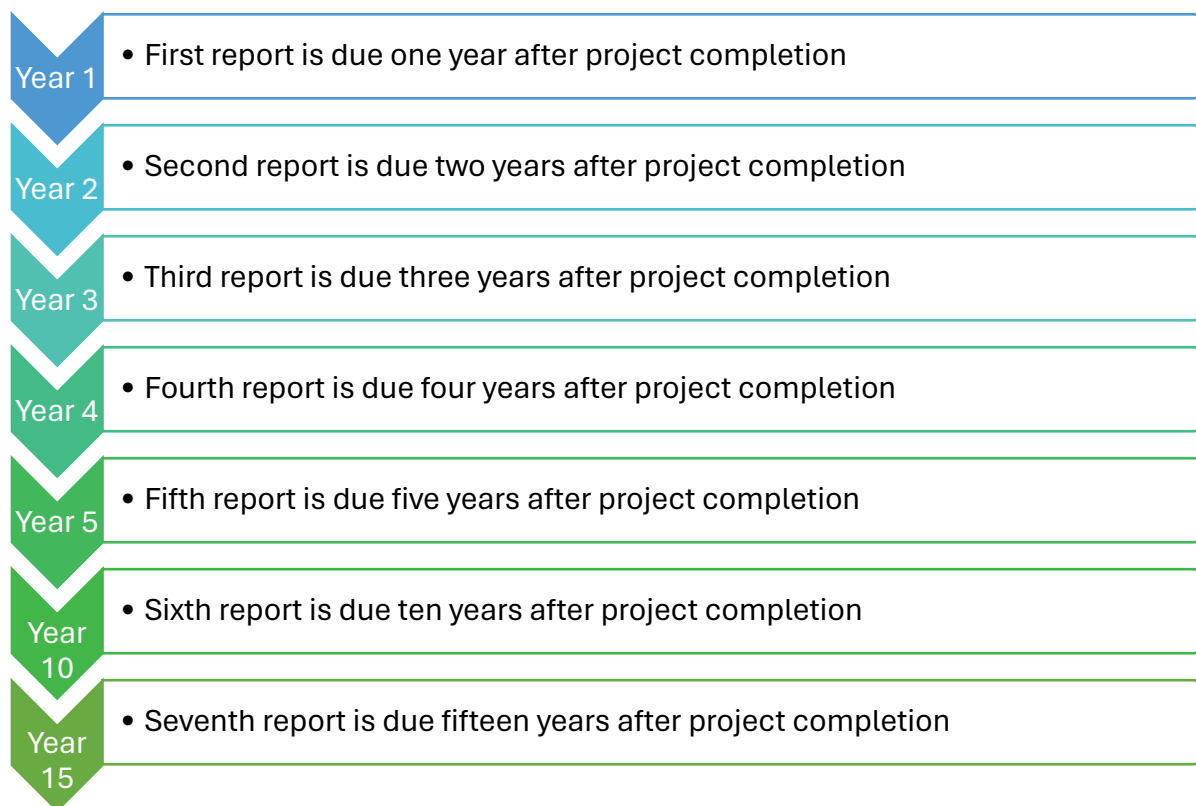 Year 1
• First report is due one year after project completion
Year 2
• Second report is due two years after project completion
Year 3
• Third report is due three years after project completion
Year 4
• Fourth report is due four years after project completion
Year 5
• Fifth report is due five years after project completion
Year
10
• Sixth report is due ten years after project completion
Year
15
• Seventh report is due fifteen years after project completion